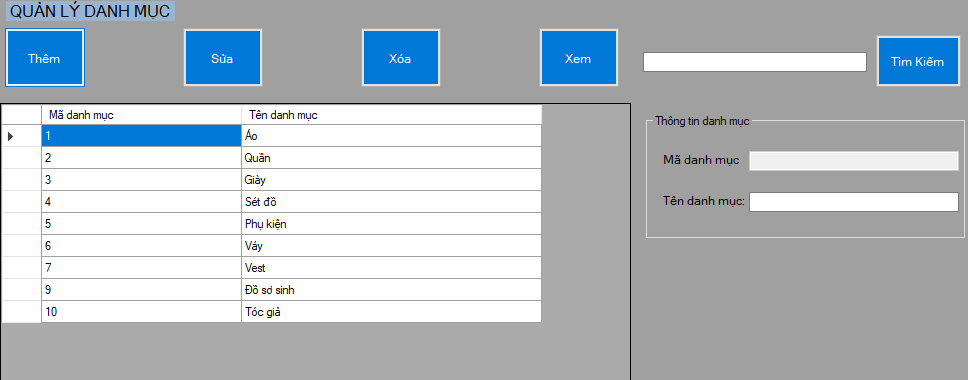 QUẢN LÝ DANH MỤC
Thêm Sửa Xóa Xem Tìm Kiếm
Mã danh mục Tên danh mục
1 Áo
2 Quần
3 Giày
4 Sét đồ
5 Phụ kiện
6 Váy
7 Vest
9 Đồ sơ sinh
10 Tóc giả
Thông tin danh mục
Mã danh mục
Tên danh mục: